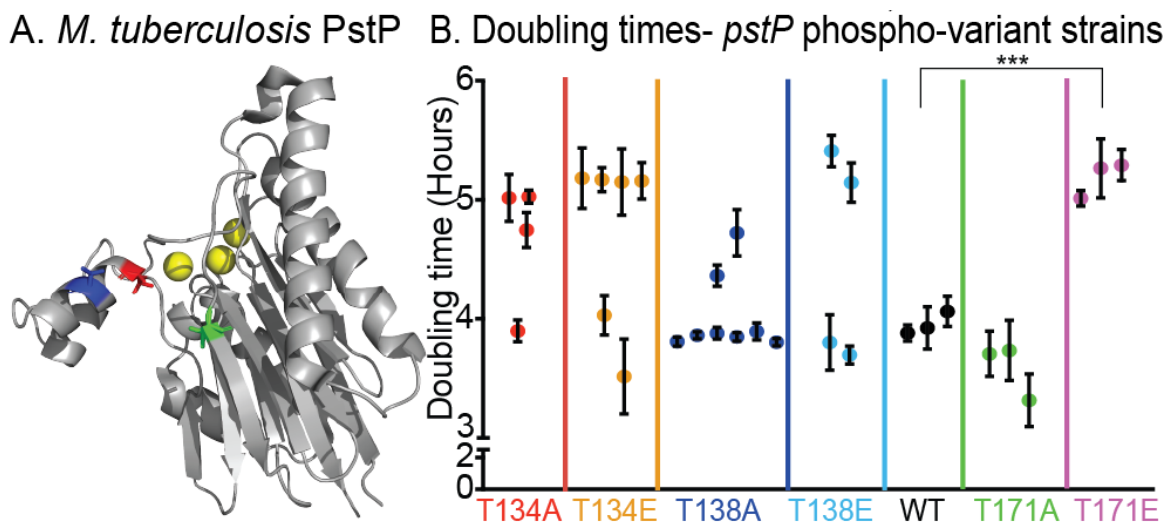 A. M. tuberculosis PstP
B. Doubling times- pstP phospho-variant strains
***
Doubling time (Hours)
6
5
4
3
2
0
T134A T134E T138A T138E WT T171A T171E